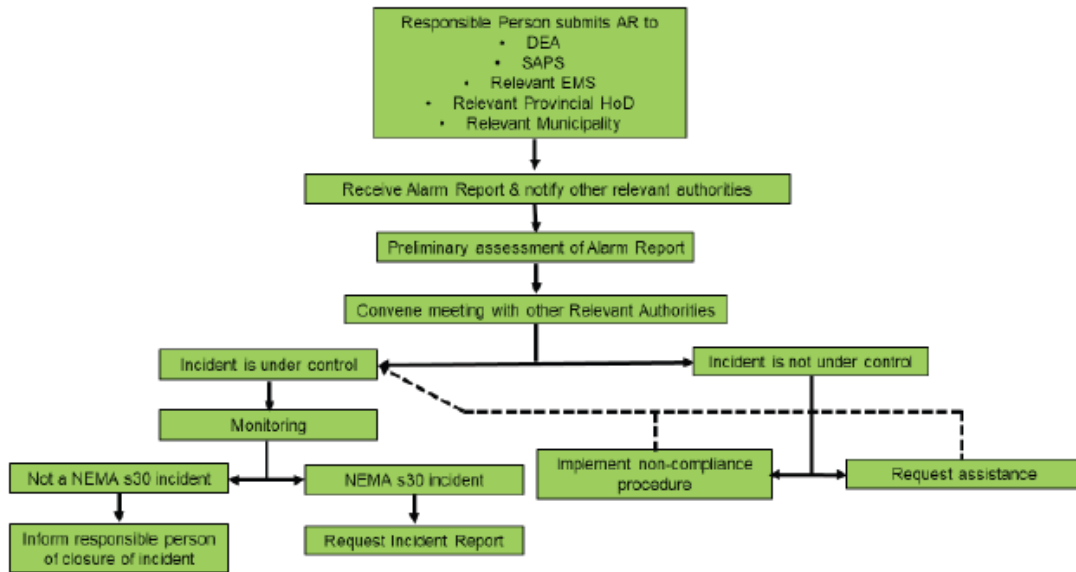 Responsible Person submits AR to
• DEA
• SAPS
• Relevant EMS
• Relevant Provincial HoD
• Relevant Municipality
Receive Alarm Report & notify other relevant authorities
Preliminary assessment of Alarm Report
Convene meeting with other Relevant Authorities
Incident is under control
Incident is not under control
Monitoring
Not a NEMA s30 incident
NEMA s30 incident
Implement non-compliance
procedure
Request assistance
Inform responsible person
of closure of incident
Request Incident Report